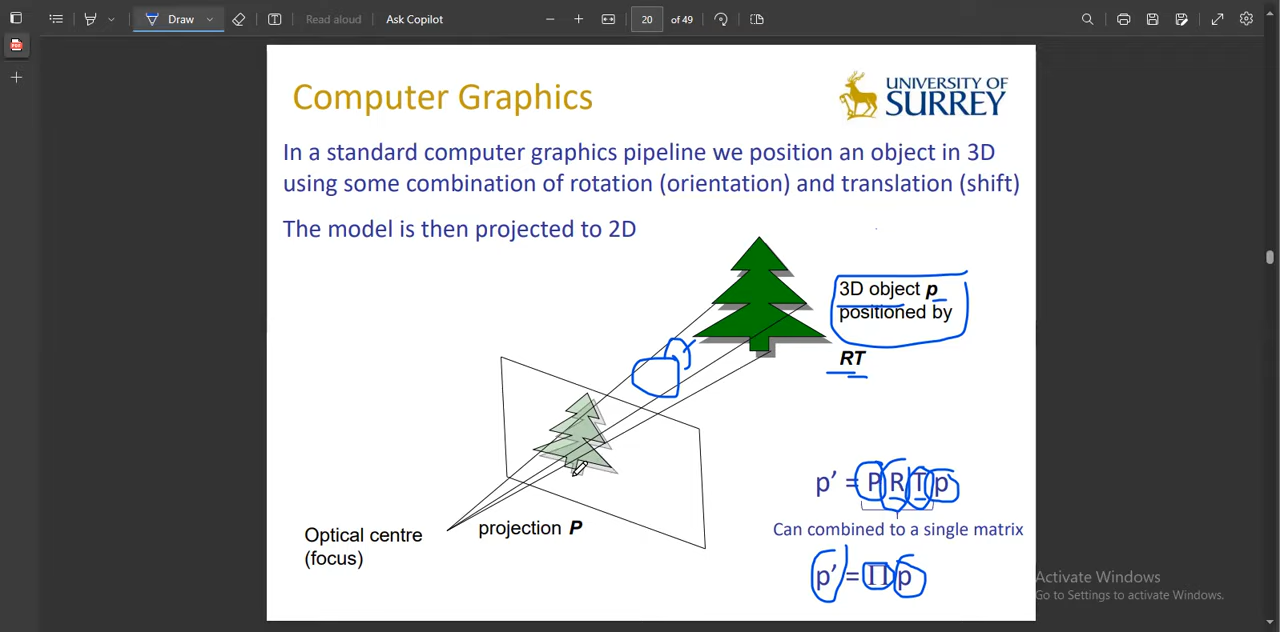 Draw
Read aloud
Ask Copilot
20 of 49
Computer Graphics
UNIVERSITY OF
SURREY
In a standard computer graphics pipeline we position an object in 3D
using some combination of rotation (orientation) and translation (shift)
The model is then projected to 2D
3D object p
positioned by
RT
p' = P R T p
Can combined to a single matrix
p' = Π p
Optical centre
(focus)
projection P
Activate Windows
Go to Settings to activate Windows.